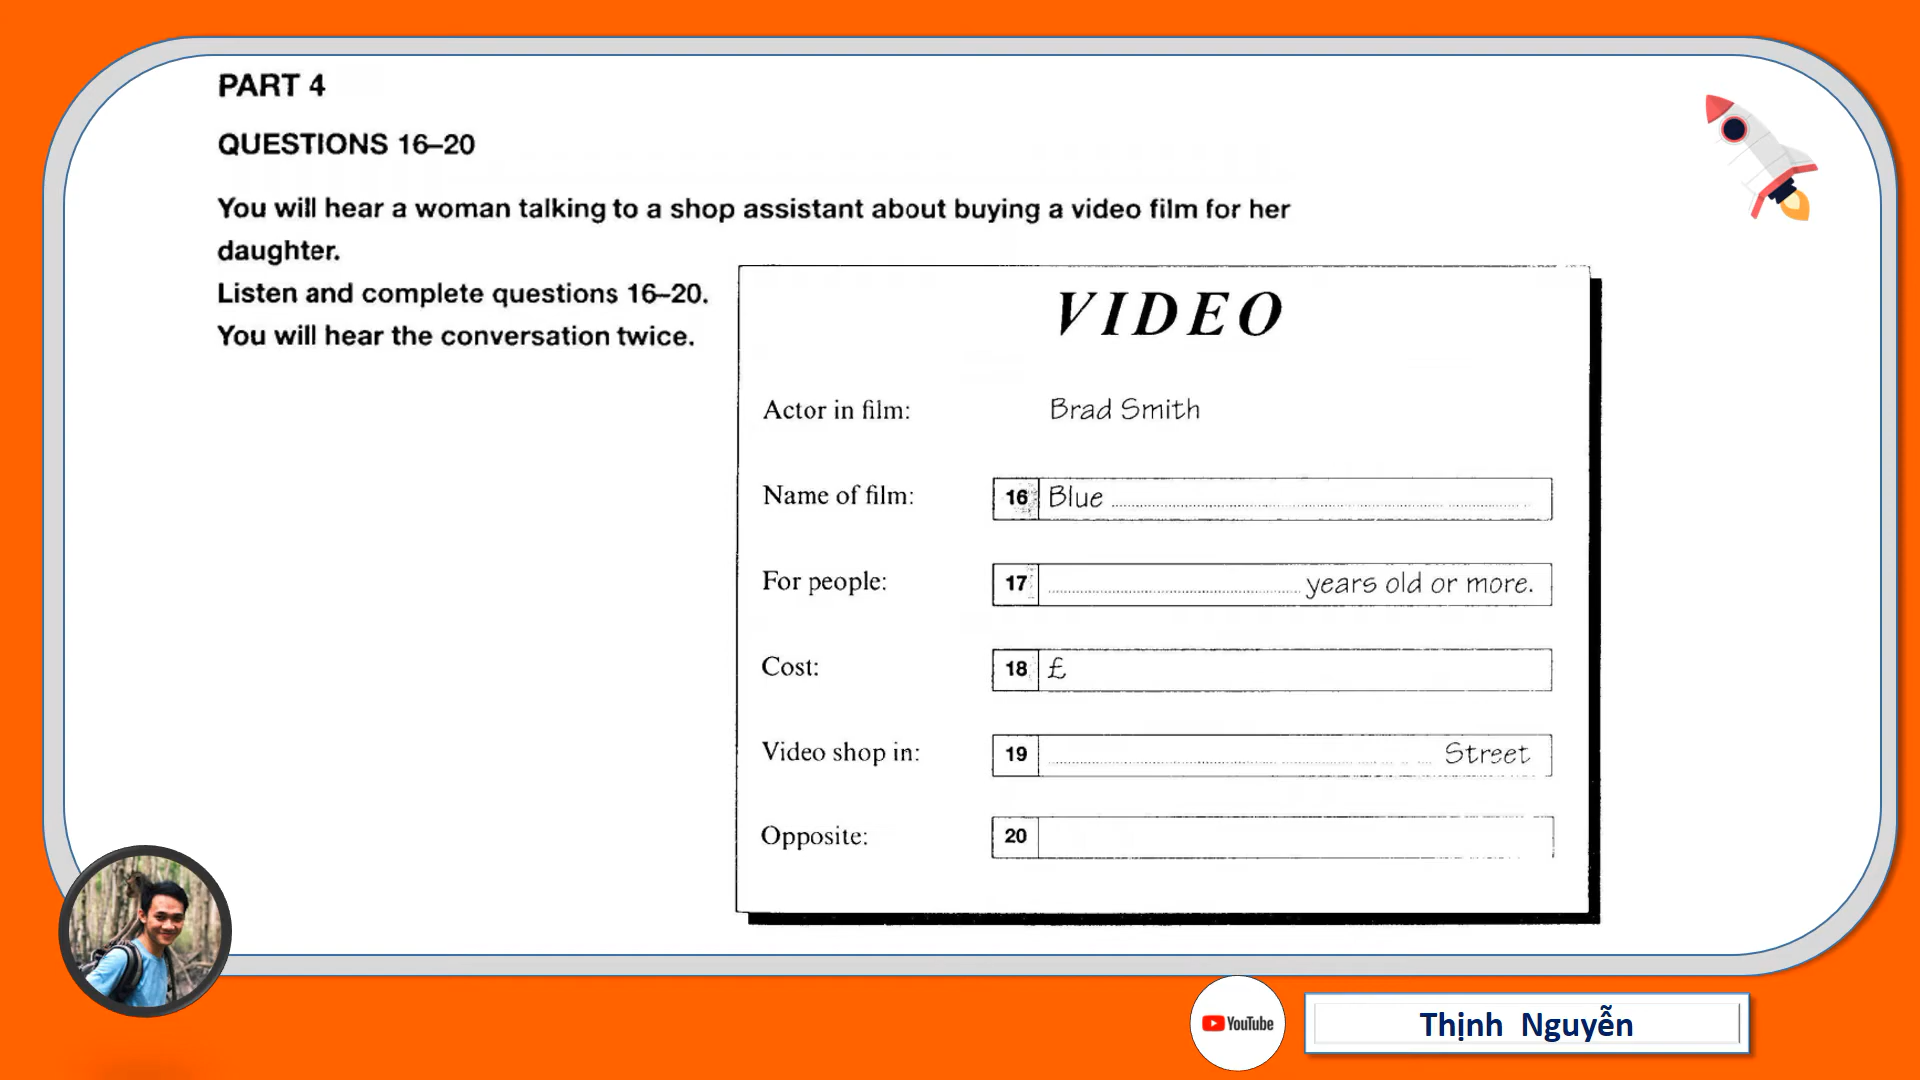 PART 4
QUESTIONS 16–20
You will hear a woman talking to a shop assistant about buying a video film for her
daughter.
Listen and complete questions 16–20.
You will hear the conversation twice.
VIDEO
Actor in film: Brad Smith
Name of film: 16 Blue
For people: 17 years old or more.
Cost: 18 £
Video shop in: 19 Street
Opposite: 20
YouTube
Thịnh Nguyễn